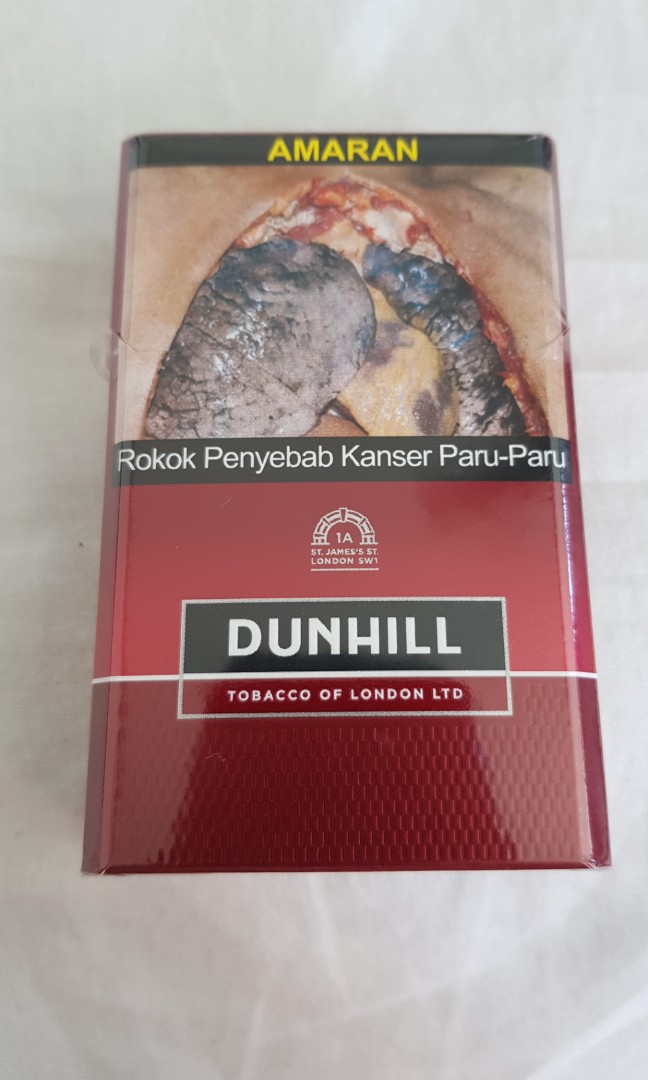 AMARAN
Rokok Penyebab Kanser Paru-Paru
1A
ST. JAMES'S ST.
LONDON SW1
DUNHILL
TOBACCO OF LONDON LTD